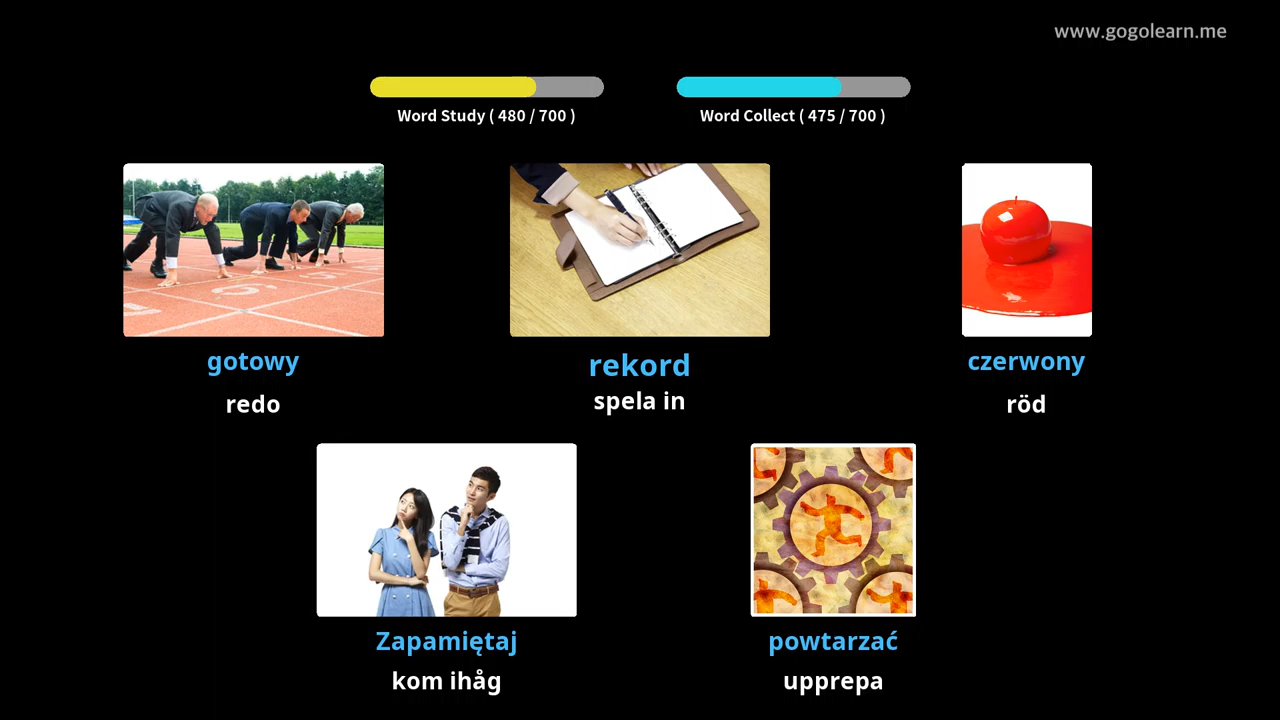 www.gogolearn.me
Word Study ( 480 / 700 )
Word Collect ( 475 / 700 )
gotowy
redo
rekord
spela in
czerwony
röd
Zapamiętaj
kom ihåg
powtarzać
upprepa